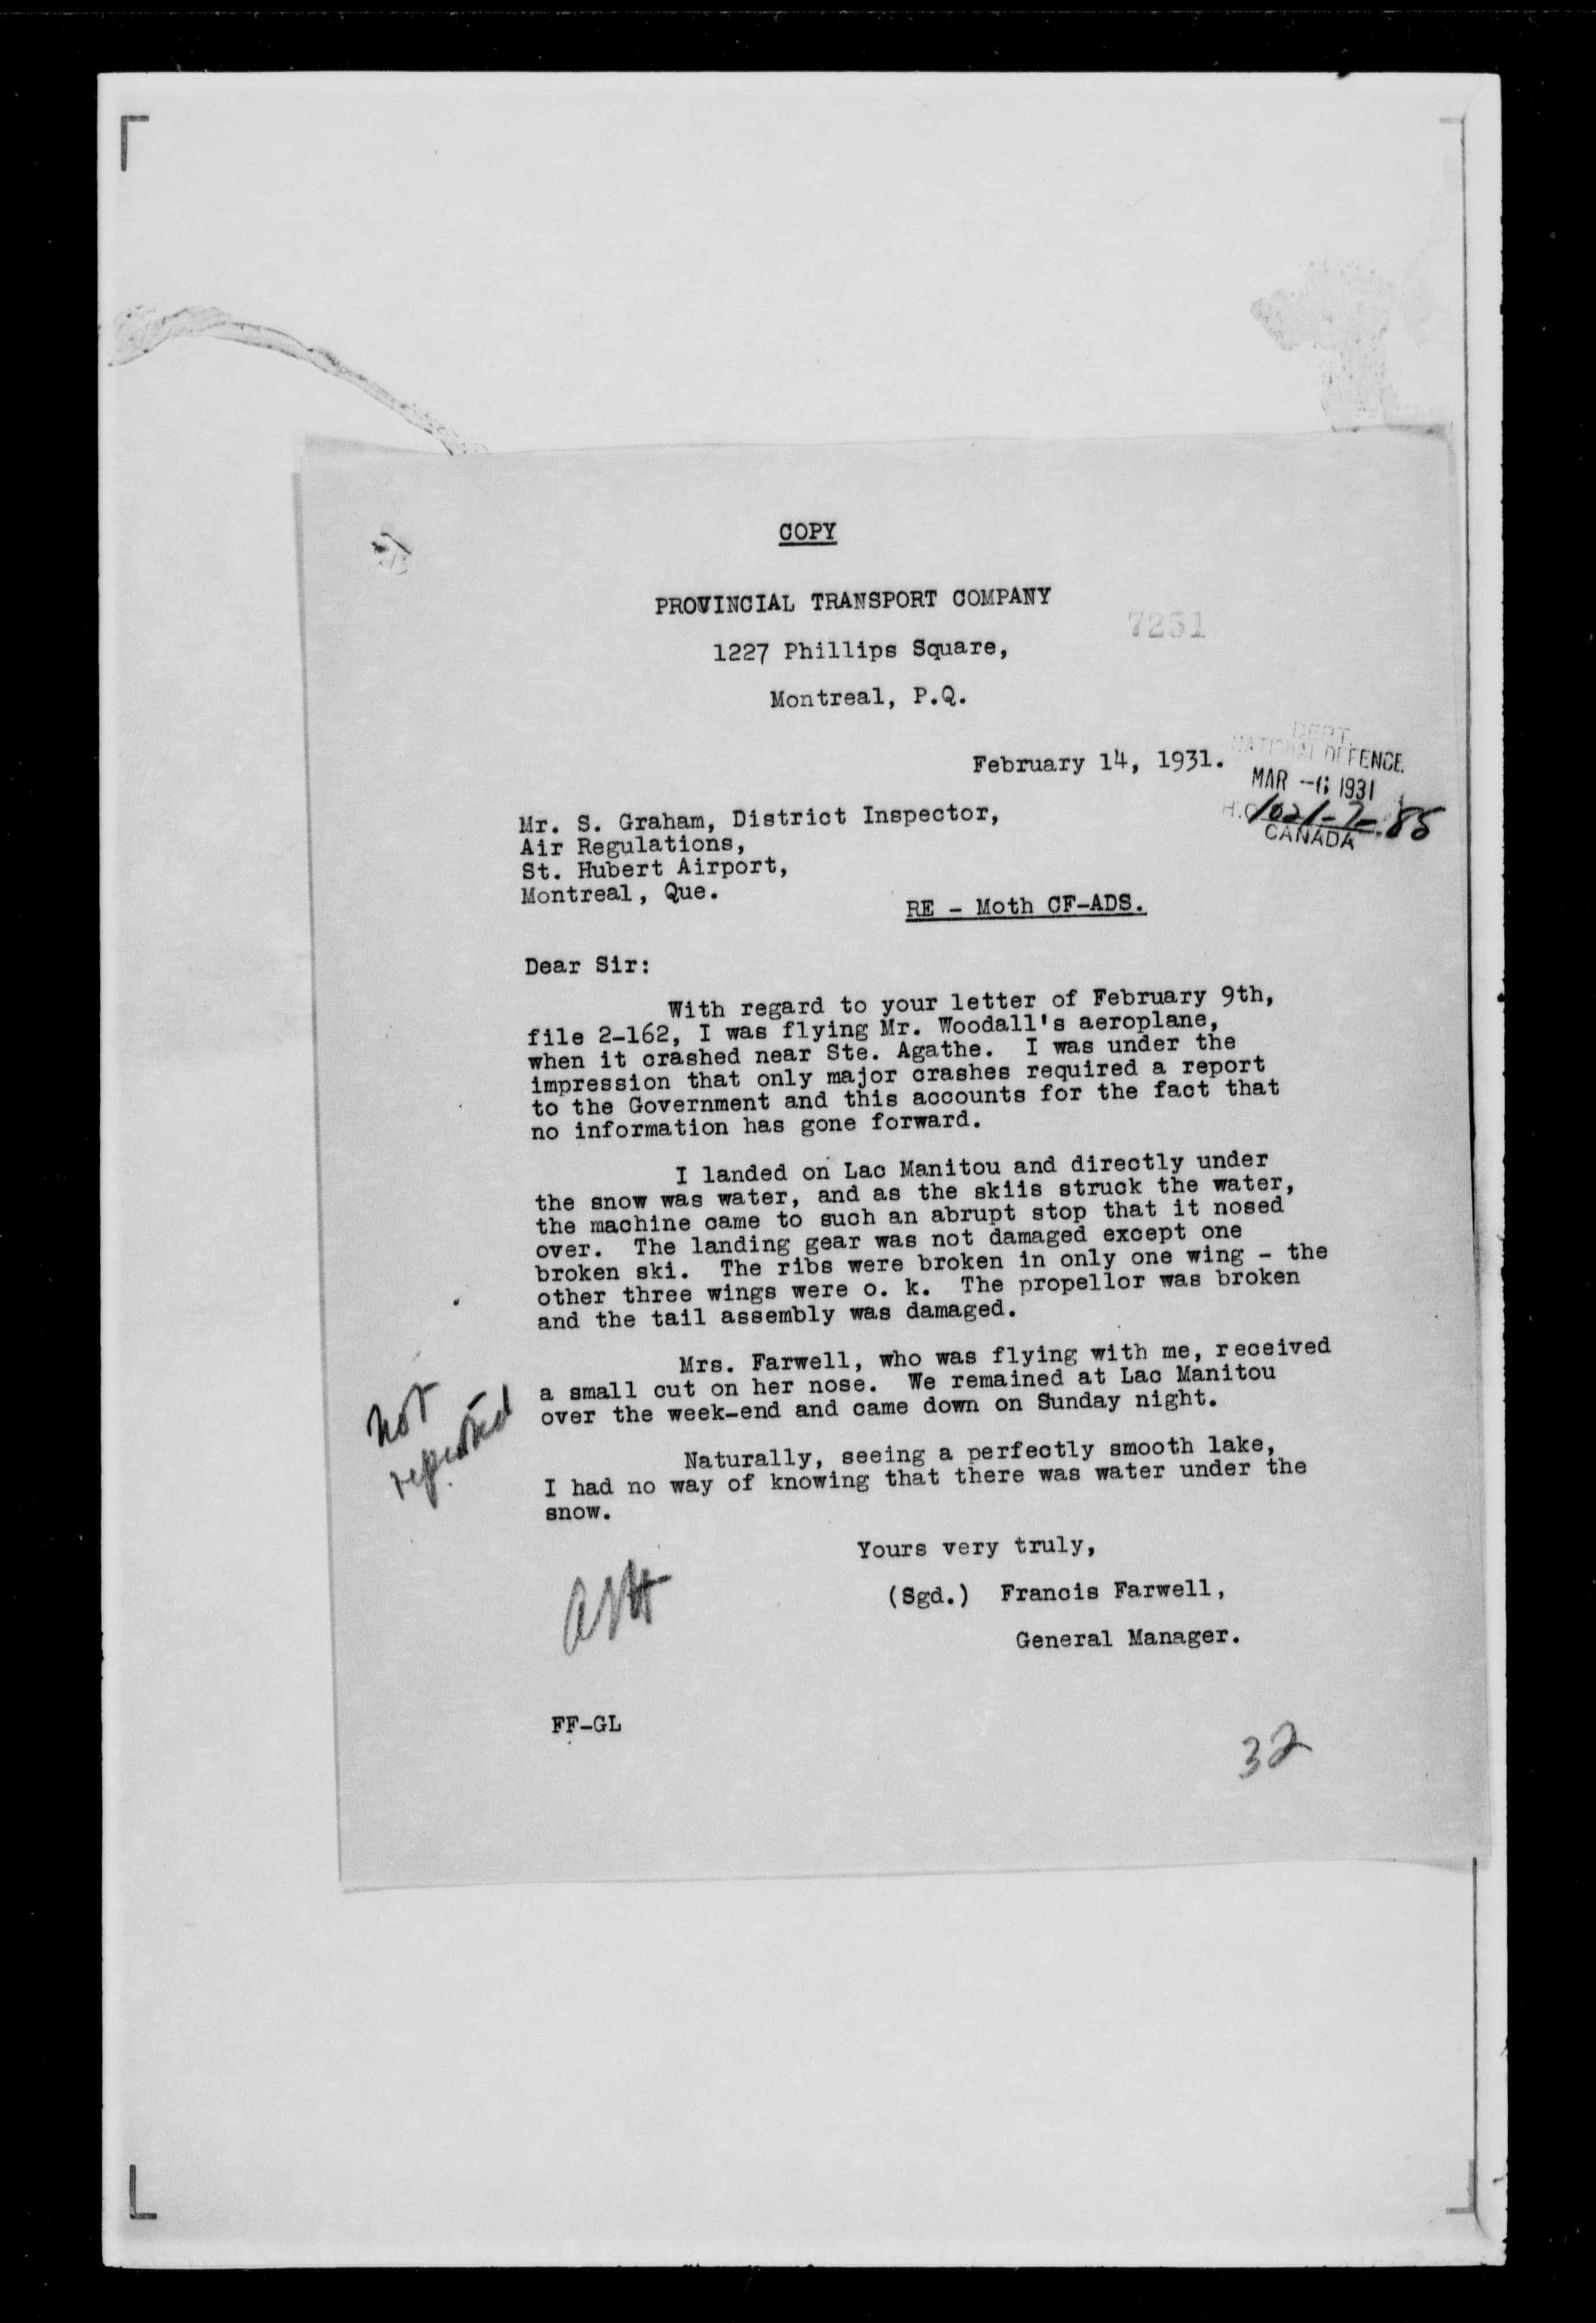 COPY
PROVINCIAL TRANSPORT COMPANY
7251
1227 Phillips Square,
Montreal, P.Q.
February 14, 1931.
DEPT.
NATIONAL DEFENCE
MAR -6 1931
H.Q. 1021-7-85
CANADA
Mr. S. Graham, District Inspector,
Air Regulations,
St. Hubert Airport,
Montreal, Que.
RE - Moth CF-ADS.
Dear Sir:
With regard to your letter of February 9th,
file 2-162, I was flying Mr. Woodall's aeroplane,
when it crashed near Ste. Agathe. I was under the
impression that only major crashes required a report
to the Government and this accounts for the fact that
no information has gone forward.
I landed on Lac Manitou and directly under
the snow was water, and as the skiis struck the water,
the machine came to such an abrupt stop that it nosed
over. The landing gear was not damaged except one
broken ski. The ribs were broken in only one wing - the
other three wings were o. k. The propellor was broken
and the tail assembly was damaged.
Mrs. Farwell, who was flying with me, received
a small cut on her nose. We remained at Lac Manitou
over the week-end and came down on Sunday night.
not
reported
Naturally, seeing a perfectly smooth lake,
I had no way of knowing that there was water under the
snow.
Yours very truly,
(Sgd.) Francis Farwell,
General Manager.
FF-GL
32